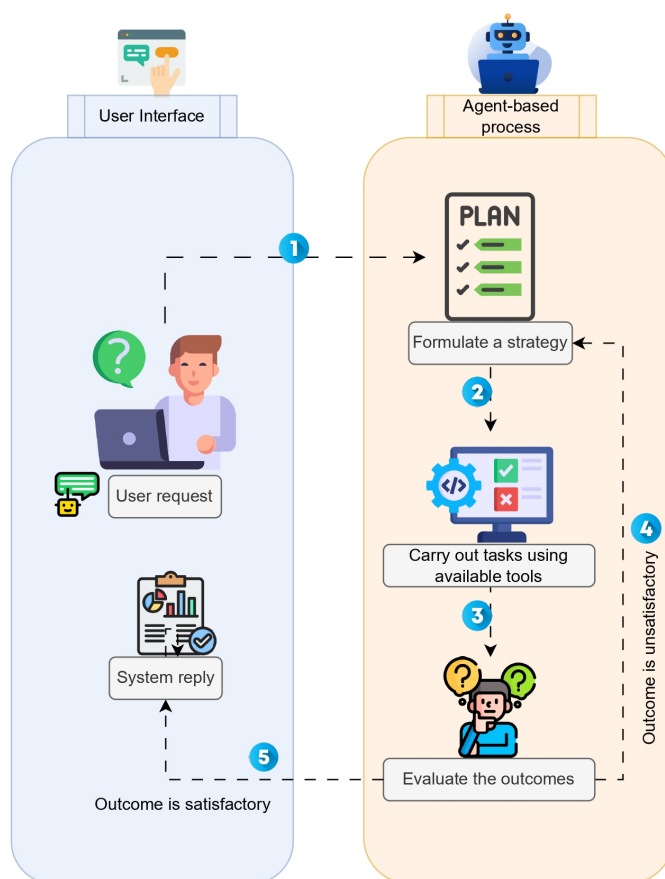 User Interface
Agent-based
process
PLAN
1
Formulate a strategy
2
?
User request
</>
4
Outcome is unsatisfactory
Carry out tasks using
available tools
3
System reply
? ?
5
Evaluate the outcomes
Outcome is satisfactory